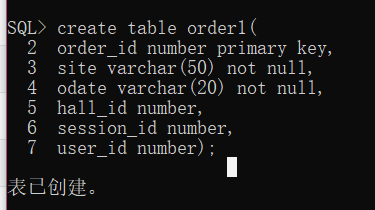 SQL> create table order1(
2 order_id number primary key,
3 site varchar(50) not null,
4 odate varchar(20) not null,
5 hall_id number,
6 session_id number,
7 user_id number);
表已创建。